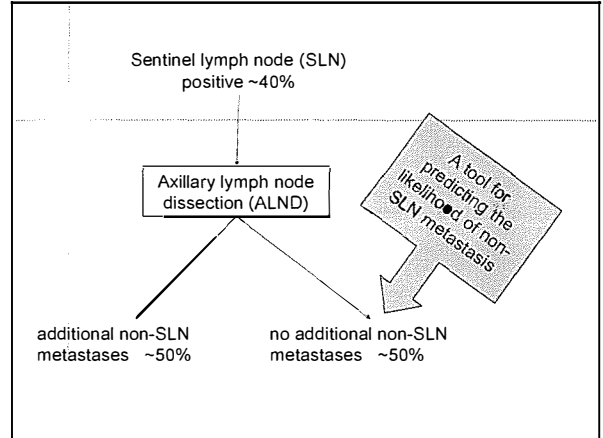 Sentinel lymph node (SLN)
positive ~40%
Axillary lymph node
dissection (ALND)
A tool for
predicting the
likelihood of non-
SLN metastasis
additional non-SLN
metastases ~50%
no additional non-SLN
metastases ~50%